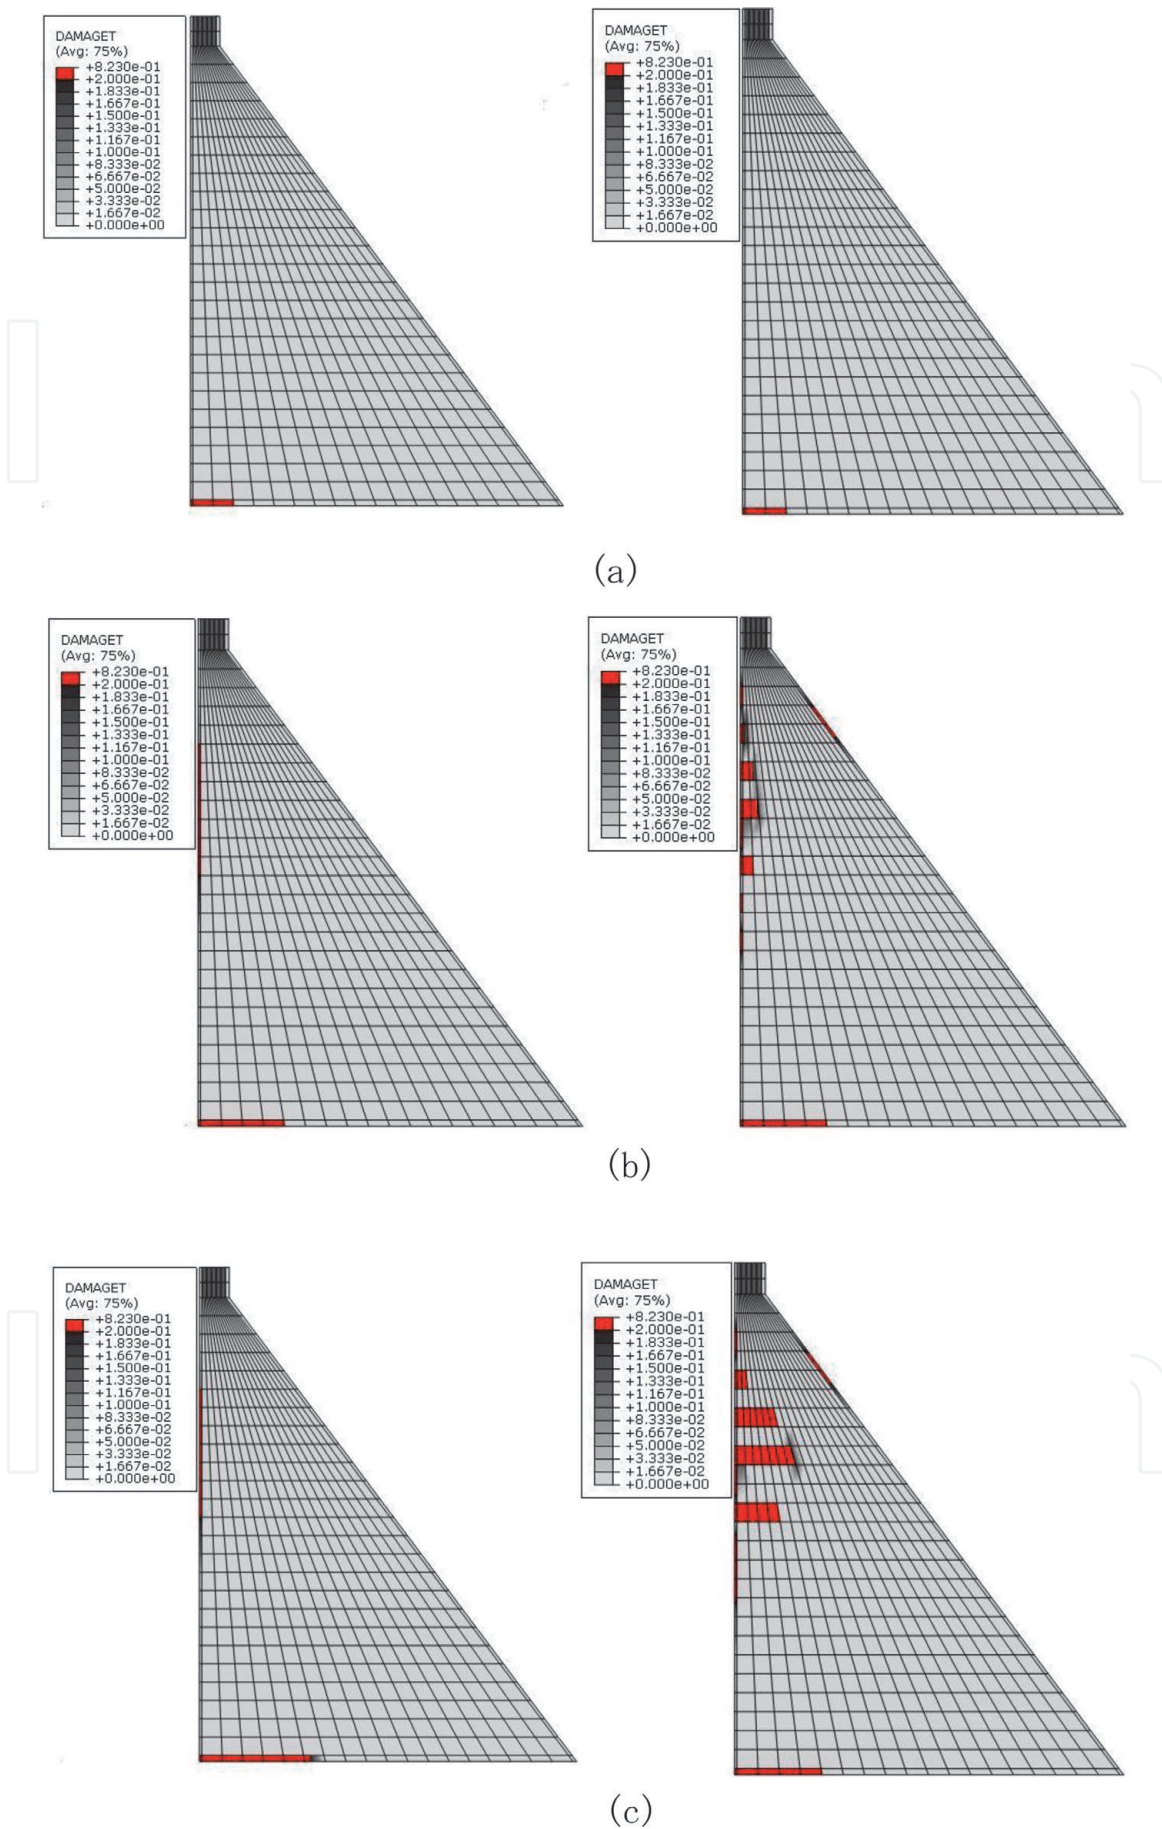 DAMAGET
(Avg: 75%)
+8.230e-01
+2.000e-01
+1.833e-01
+1.667e-01
+1.500e-01
+1.333e-01
+1.167e-01
+1.000e-01
+8.333e-02
+6.667e-02
+5.000e-02
+3.333e-02
+1.667e-02
+0.000e+00
DAMAGET
(Avg: 75%)
+8.230e-01
+2.000e-01
+1.833e-01
+1.667e-01
+1.500e-01
+1.333e-01
+1.167e-01
+1.000e-01
+8.333e-02
+6.667e-02
+5.000e-02
+3.333e-02
+1.667e-02
+0.000e+00
(a)
DAMAGET
(Avg: 75%)
+8.230e-01
+2.000e-01
+1.833e-01
+1.667e-01
+1.500e-01
+1.333e-01
+1.167e-01
+1.000e-01
+8.333e-02
+6.667e-02
+5.000e-02
+3.333e-02
+1.667e-02
+0.000e+00
DAMAGET
(Avg: 75%)
+8.230e-01
+2.000e-01
+1.833e-01
+1.667e-01
+1.500e-01
+1.333e-01
+1.167e-01
+1.000e-01
+8.333e-02
+6.667e-02
+5.000e-02
+3.333e-02
+1.667e-02
+0.000e+00
(b)
DAMAGET
(Avg: 75%)
+8.230e-01
+2.000e-01
+1.833e-01
+1.667e-01
+1.500e-01
+1.333e-01
+1.167e-01
+1.000e-01
+8.333e-02
+6.667e-02
+5.000e-02
+3.333e-02
+1.667e-02
+0.000e+00
DAMAGET
(Avg: 75%)
+8.230e-01
+2.000e-01
+1.833e-01
+1.667e-01
+1.500e-01
+1.333e-01
+1.167e-01
+1.000e-01
+8.333e-02
+6.667e-02
+5.000e-02
+3.333e-02
+1.667e-02
+0.000e+00
(c)